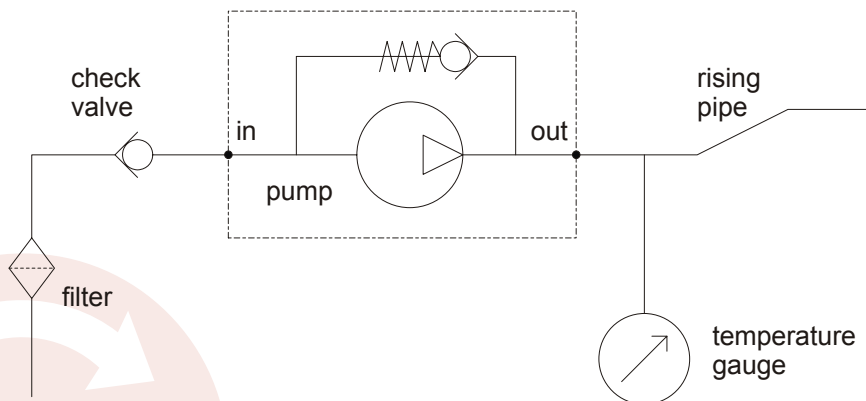 check
valve
in
out
rising
pipe
pump
filter
temperature
gauge